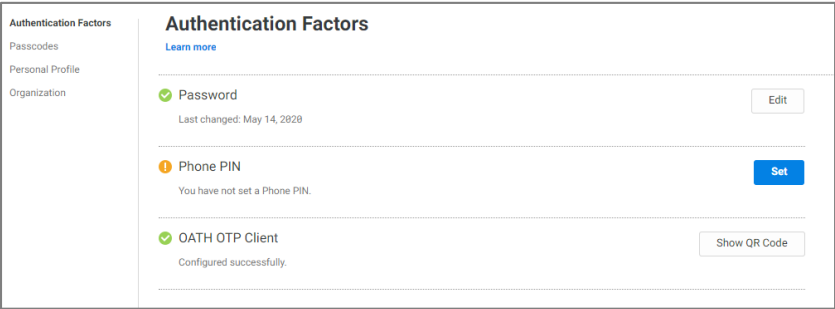 Authentication Factors
Passcodes
Personal Profile
Organization
Authentication Factors
Learn more
Password
Edit
Last changed: May 14, 2020
Phone PIN
Set
You have not set a Phone PIN.
OATH OTP Client
Show QR Code
Configured successfully.